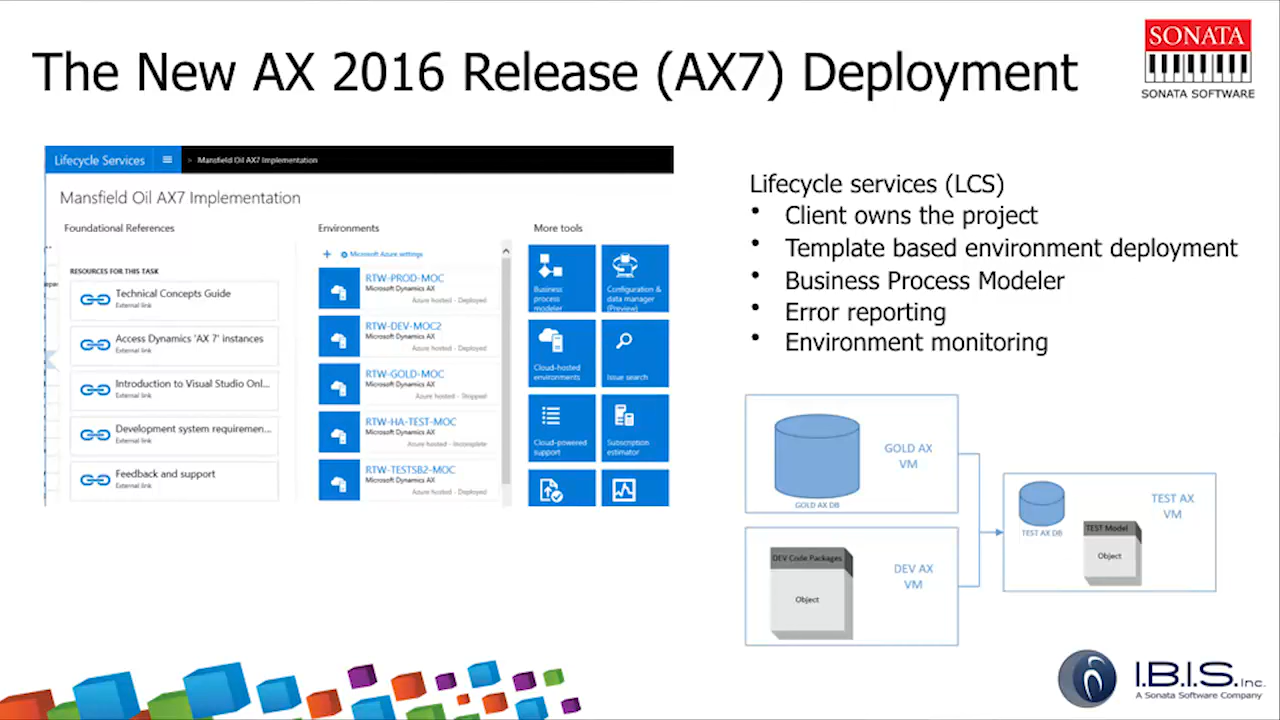 The New AX 2016 Release (AX7) Deployment
SONATA
SONATA SOFTWARE
Lifecycle Services
> Mansfield Oil AX7 Implementation
Mansfield Oil AX7 Implementation
Foundational References
RESOURCES FOR THIS TASK
Technical Concepts Guide
External link
Access Dynamics 'AX 7' instances
External link
Introduction to Visual Studio Onl...
External link
Development system requiremen...
External link
Feedback and support
External link
Environments
+ Microsoft Azure settings
RTW-PROD-MOC
Microsoft Dynamics AX
Azure hosted - Deployed
RTW-DEV-MOC2
Microsoft Dynamics AX
Azure hosted - Deployed
RTW-GOLD-MOC
Microsoft Dynamics AX
Azure hosted - Stopped
RTW-HA-TEST-MOC
Microsoft Dynamics AX
Azure hosted - Incomplete
RTW-TESTSB2-MOC
Microsoft Dynamics AX
Azure hosted - Deployed
More tools
Business
process
modeler
Configuration &
data manager
(Preview)
Cloud-hosted
environments
Issue search
Cloud-powered
support
Subscription
estimator
Lifecycle services (LCS)
• Client owns the project
• Template based environment deployment
• Business Process Modeler
• Error reporting
• Environment monitoring
GOLD AX
VM
GOLD AX DB
DEV Code Packages
Object
DEV AX
VM
TEST AX
VM
TEST AX DB
TEST Model
Object
I.B.I.S. Inc.
A Sonata Software Company